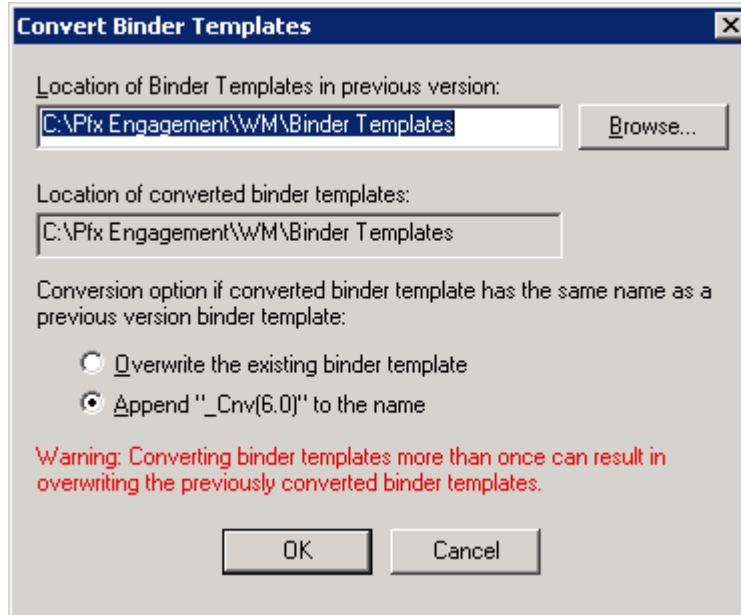 Convert Binder Templates
Location of Binder Templates in previous version:
C:\Pfx Engagement\WM\Binder Templates
Browse...
Location of converted binder templates:
C:\Pfx Engagement\WM\Binder Templates
Conversion option if converted binder template has the same name as a
previous version binder template:
Overwrite the existing binder template
Append "_Cnv(6.0)" to the name
Warning: Converting binder templates more than once can result in
overwriting the previously converted binder templates.
OK Cancel